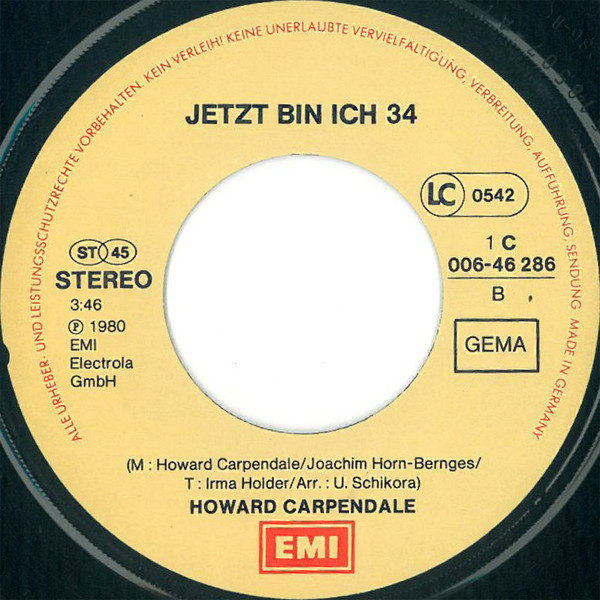 ALLE URHEBER- UND LEISTUNGSSCHUTZRECHTE VORBEHALTEN. KEIN VERLEIH! KEINE UNERLAUBTE VERVIELFALTIGUNG, VERBREITUNG, AUFFUHRUNG, SENDUNG MADE IN GERMANY
JETZT BIN ICH 34
LC 0542
ST 45
STEREO
3:46
℗ 1980
EMI
Electrola
GmbH
1 C
006-46 286
B
GEMA
(M : Howard Carpendale/Joachim Horn-Bernges/
T : Irma Holder/Arr. : U. Schikora)
HOWARD CARPENDALE
EMI